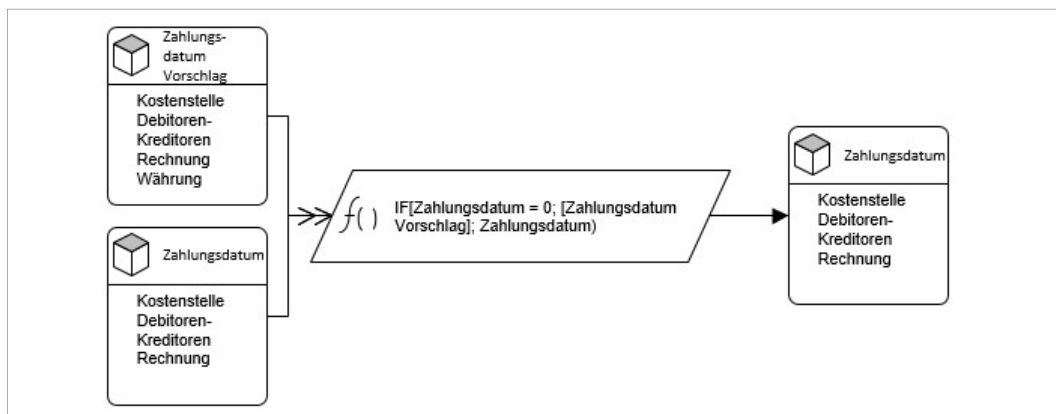 Zahlungs-
datum
Vorschlag
Kostenstelle
Debitoren-
Kreditoren
Rechnung
Währung
Zahlungsdatum
Kostenstelle
Debitoren-
Kreditoren
Rechnung
f() IF[Zahlungsdatum = 0; [Zahlungsdatum
Vorschlag]; Zahlungsdatum)
Zahlungsdatum
Kostenstelle
Debitoren-
Kreditoren
Rechnung